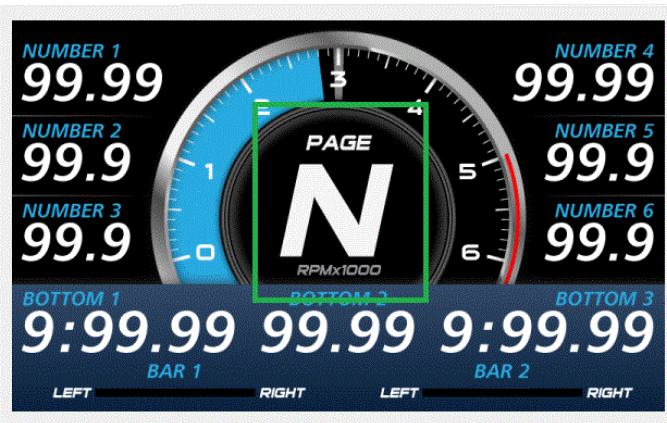 NUMBER 1
99.99
NUMBER 2
99.9
NUMBER 3
99.9
0
1
2
3
4
5
6
PAGE
N
RPMx1000
NUMBER 4
99.99
NUMBER 5
99.9
NUMBER 6
99.9
BOTTOM 1
9:99.99
BOTTOM 2
99.99
BOTTOM 3
9:99.99
BAR 1
LEFT RIGHT
BAR 2
LEFT RIGHT